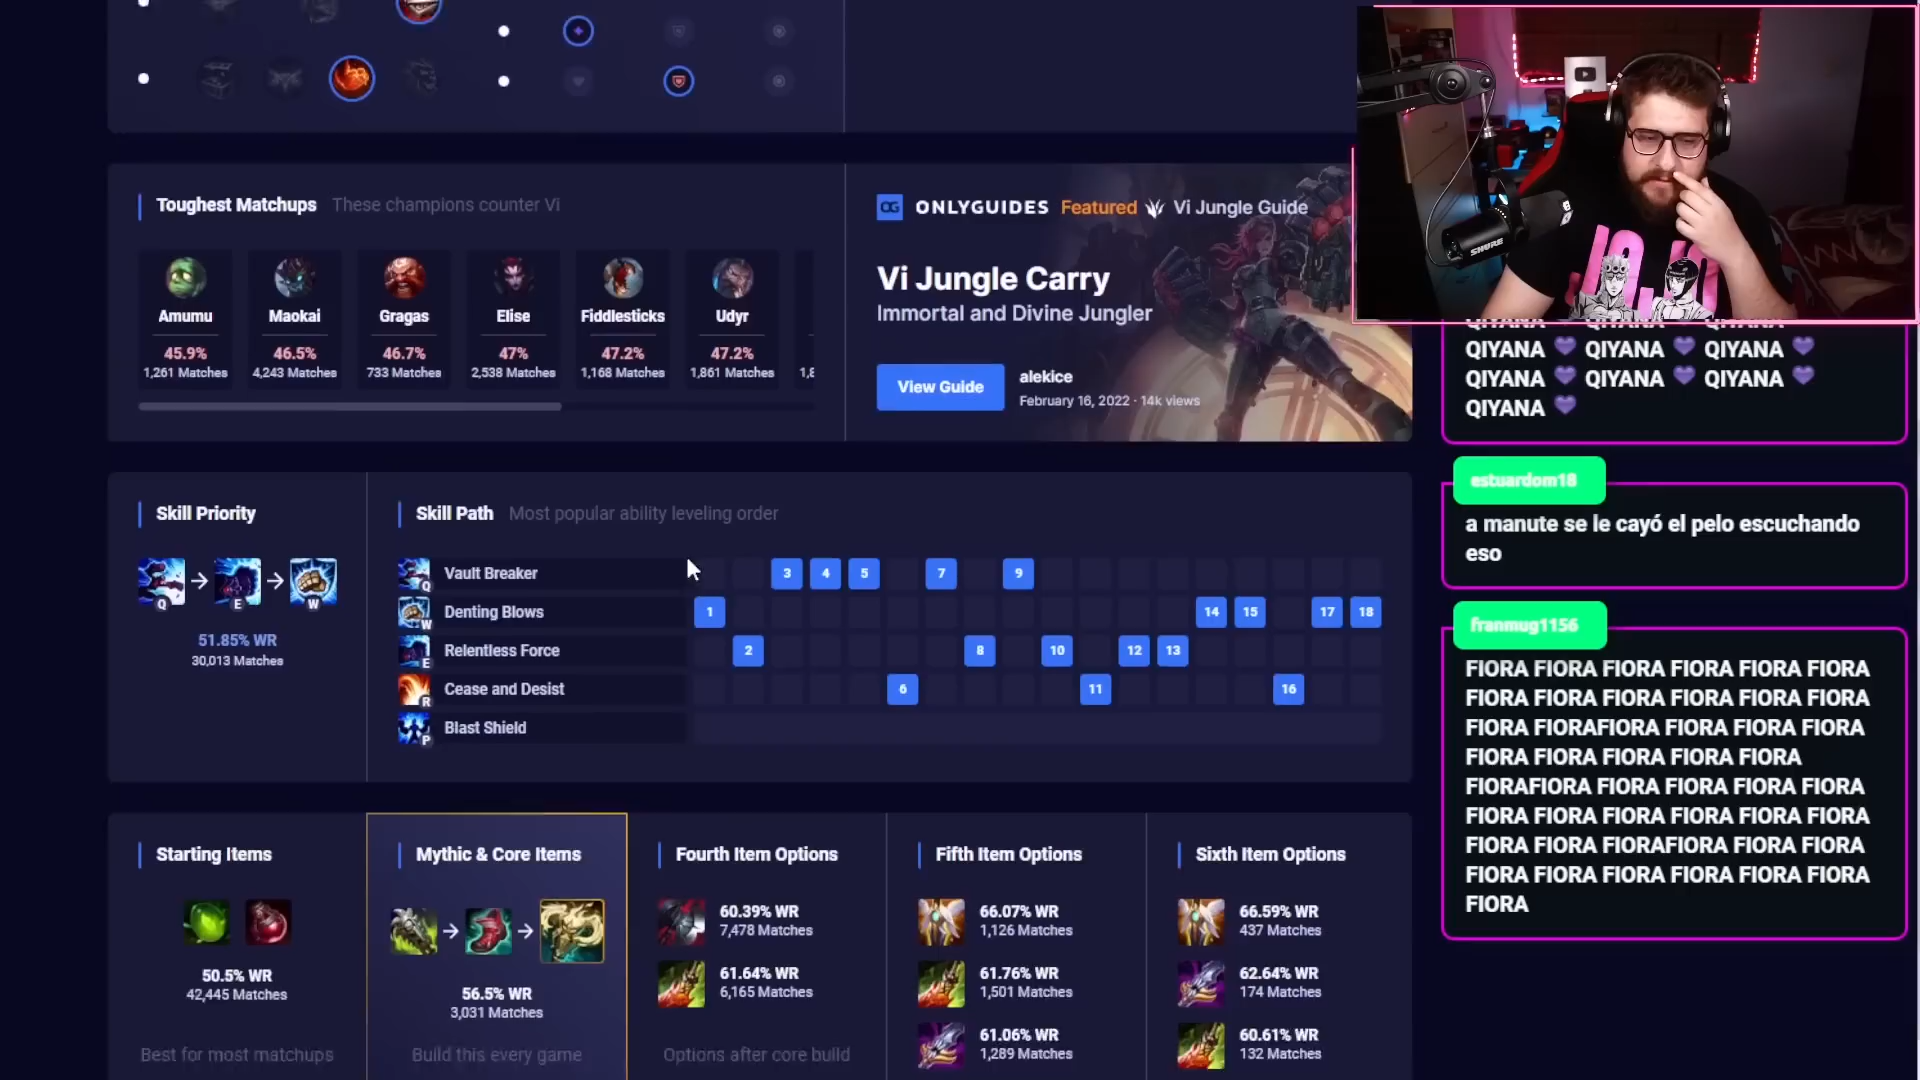 Toughest Matchups These champions counter Vi
Amumu
45.9%
1,261 Matches
Maokai
46.5%
4,243 Matches
Gragas
46.7%
733 Matches
Elise
47%
2,538 Matches
Fiddlesticks
47.2%
1,168 Matches
Udyr
47.2%
1,861 Matches
1,8
OG ONLYGUIDES Featured Vi Jungle Guide
Vi Jungle Carry
Immortal and Divine Jungler
View Guide
alekice
February 16, 2022 · 14k views
SHURE
QIYANA QIYANA QIYANA
QIYANA 💜 QIYANA 💜 QIYANA 💜
QIYANA 💜 QIYANA 💜 QIYANA 💜
QIYANA 💜
estuardom18
a manute se le cayó el pelo escuchando
eso
franmug1156
FIORA FIORA FIORA FIORA FIORA FIORA
FIORA FIORA FIORA FIORA FIORA FIORA
FIORA FIORAFIORA FIORA FIORA FIORA
FIORA FIORA FIORA FIORA FIORA
FIORAFIORA FIORA FIORA FIORA FIORA
FIORA FIORA FIORA FIORA FIORA FIORA
FIORA FIORA FIORAFIORA FIORA FIORA
FIORA FIORA FIORA FIORA FIORA FIORA
FIORA
Skill Priority
Q
E
W
51.85% WR
30,013 Matches
Skill Path Most popular ability leveling order
Q Vault Breaker 3 4 5 7 9
W Denting Blows 1 14 15 17 18
E Relentless Force 2 8 10 12 13
R Cease and Desist 6 11 16
P Blast Shield
Starting Items
50.5% WR
42,445 Matches
Best for most matchups
Mythic & Core Items
56.5% WR
3,031 Matches
Build this every game
Fourth Item Options
60.39% WR
7,478 Matches
61.64% WR
6,165 Matches
Options after core build
Fifth Item Options
66.07% WR
1,126 Matches
61.76% WR
1,501 Matches
61.06% WR
1,289 Matches
Sixth Item Options
66.59% WR
437 Matches
62.64% WR
174 Matches
60.61% WR
132 Matches